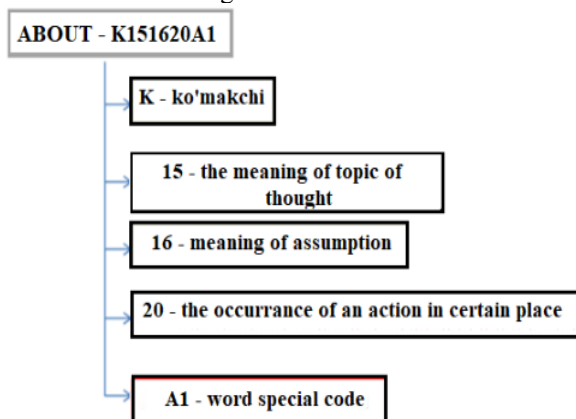 ABOUT - K151620A1
K - ko'makchi
15 - the meaning of topic of
thought
16 - meaning of assumption
20 - the occurrance of an action in certain place
A1 - word special code